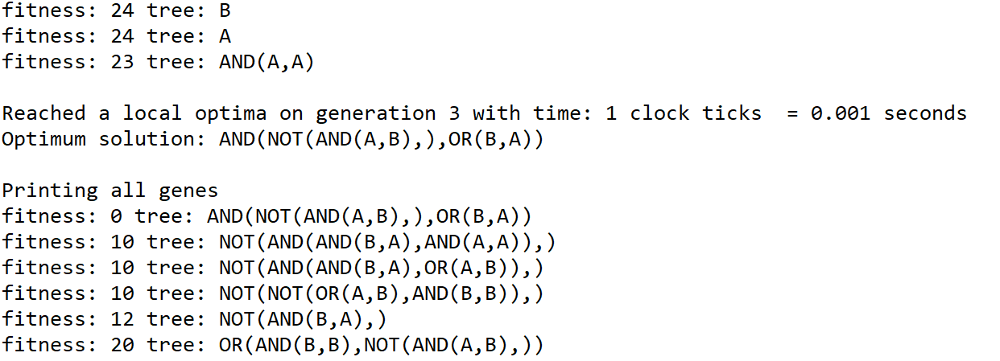 fitness: 24 tree: B
fitness: 24 tree: A
fitness: 23 tree: AND(A,A)
Reached a local optima on generation 3 with time: 1 clock ticks  = 0.001 seconds
Optimum solution: AND(NOT(AND(A,B),),OR(B,A))
Printing all genes
fitness: 0 tree: AND(NOT(AND(A,B),),OR(B,A))
fitness: 10 tree: NOT(AND(AND(B,A),AND(A,A)),)
fitness: 10 tree: NOT(AND(AND(B,A),OR(A,B)),)
fitness: 10 tree: NOT(NOT(OR(A,B),AND(B,B)),)
fitness: 12 tree: NOT(AND(B,A),)
fitness: 20 tree: OR(AND(B,B),NOT(AND(A,B),))